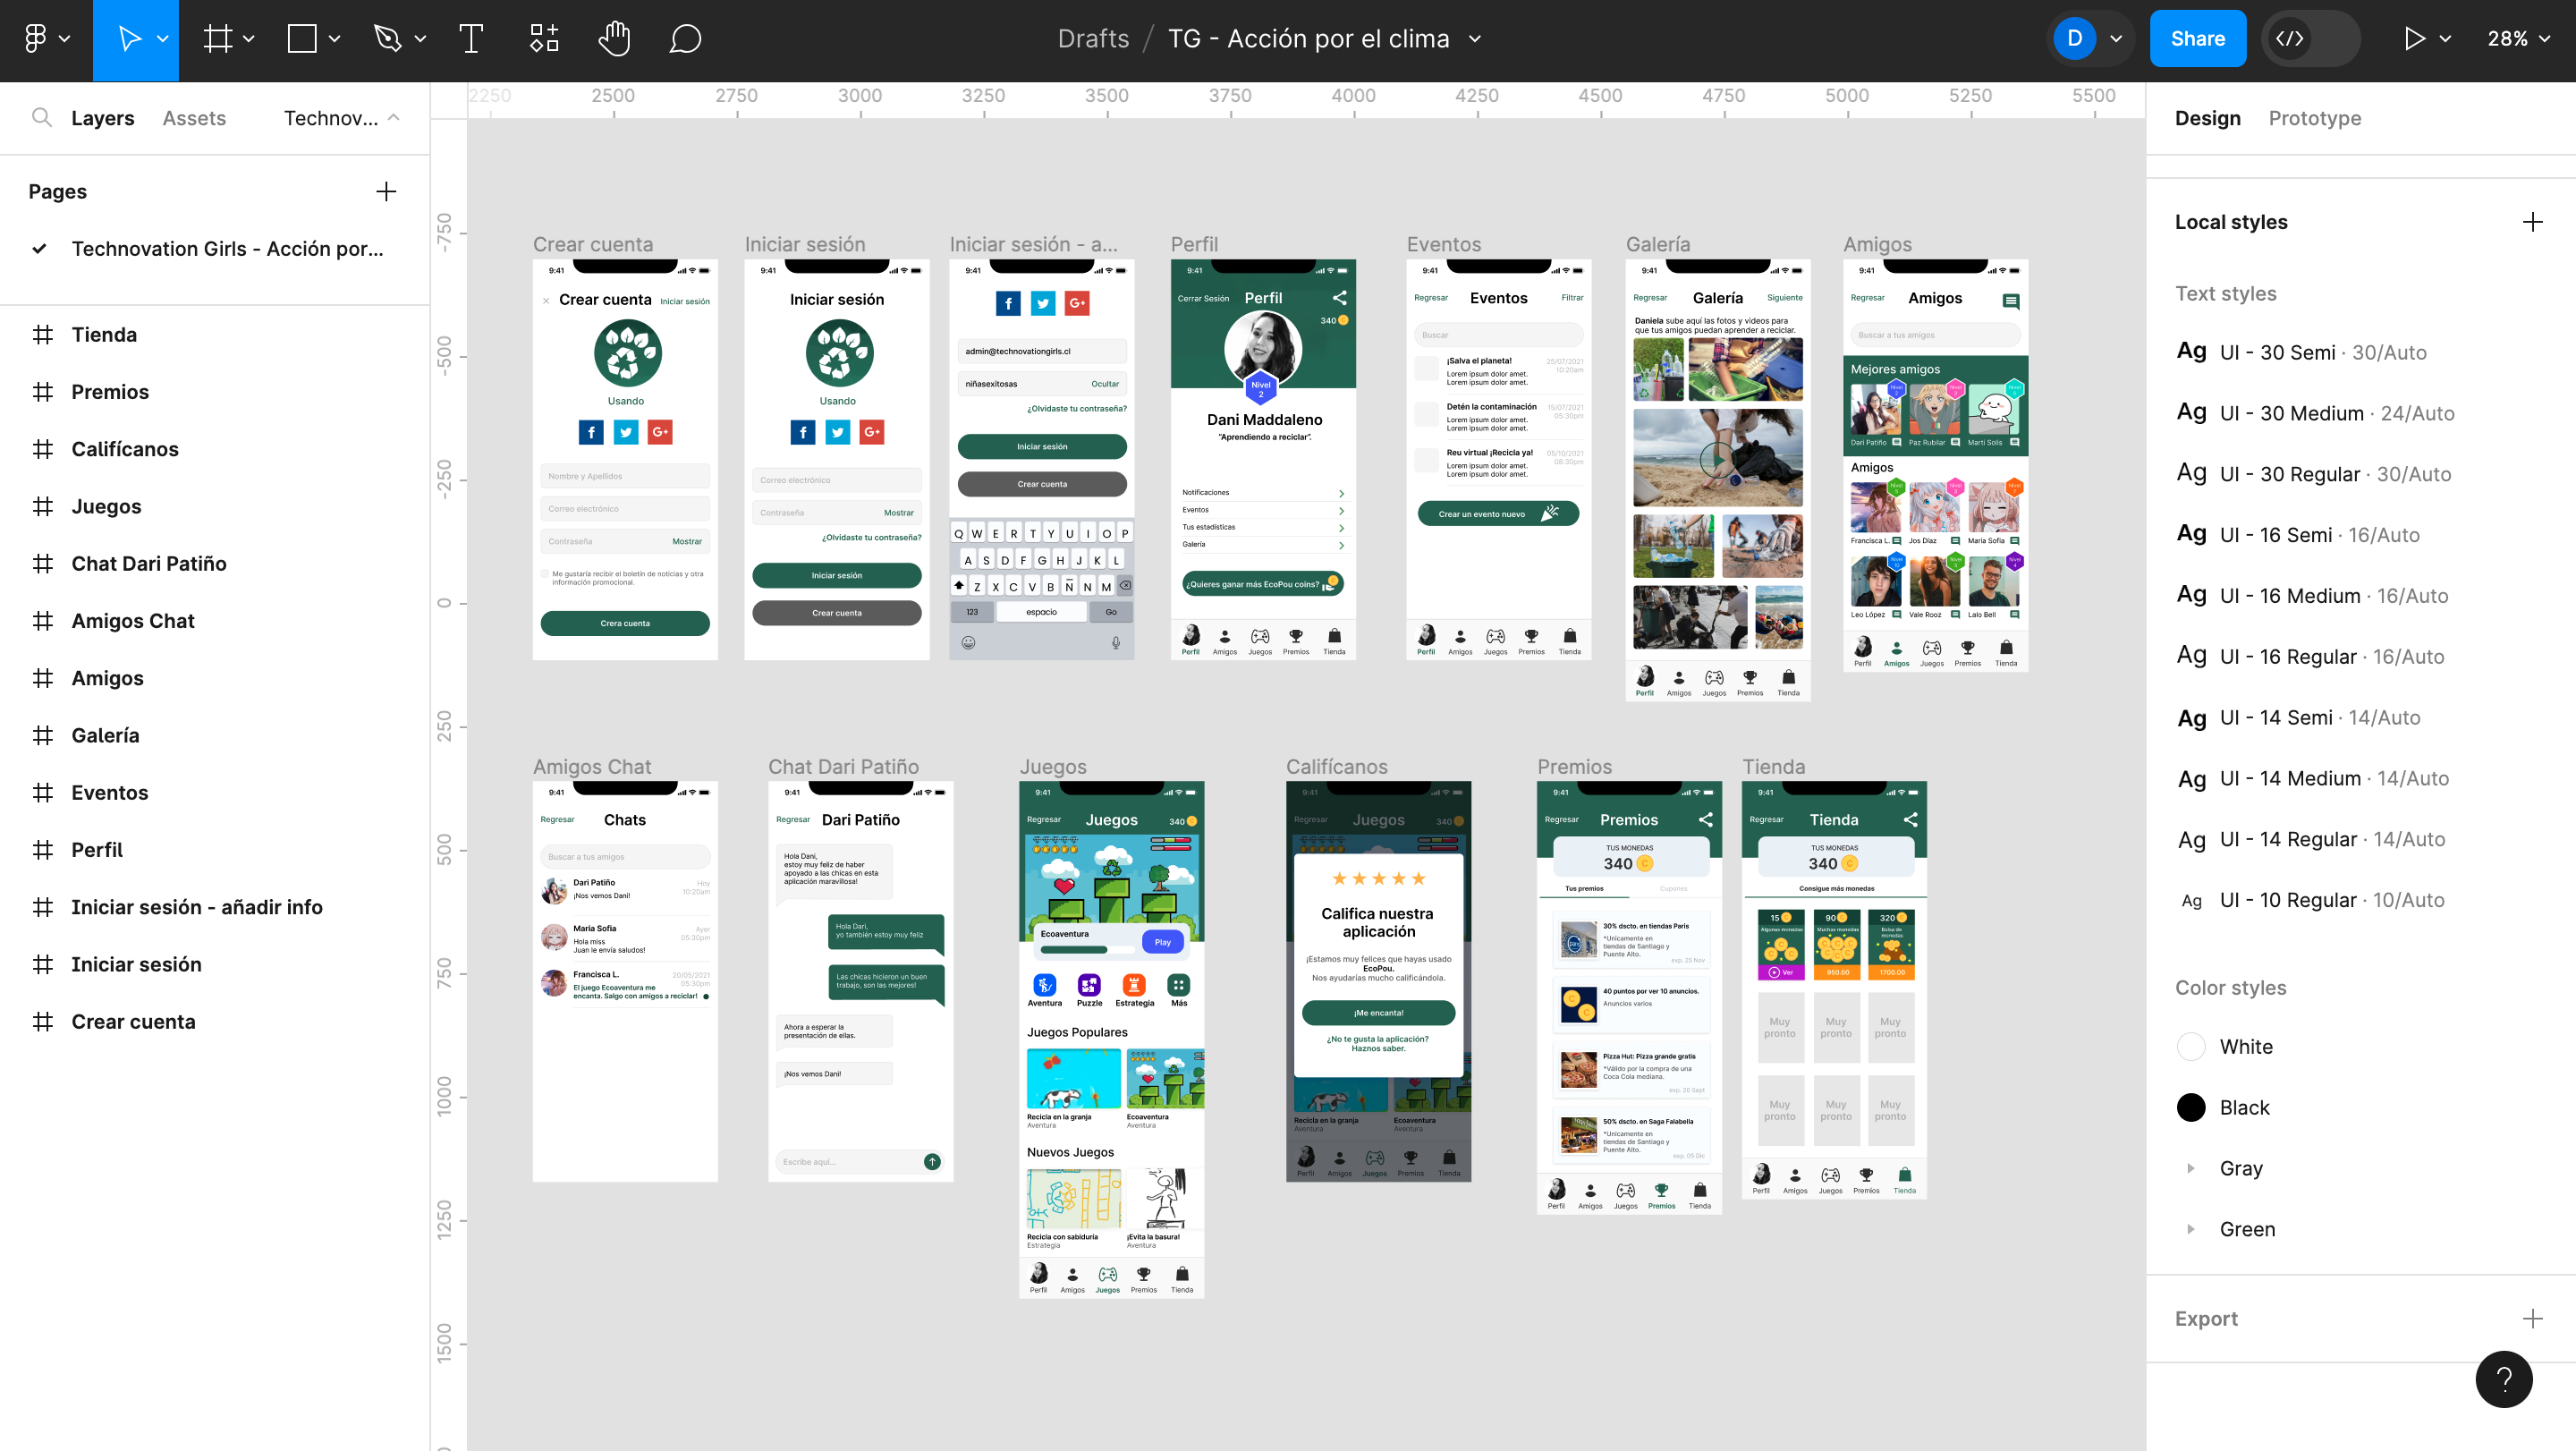 Drafts / TG - Acción por el clima
D
Share
28%
Layers
Assets
Technov...
Pages
Technovation Girls - Acción por...
Tienda
Premios
Califícanos
Juegos
Chat Dari Patiño
Amigos Chat
Amigos
Galería
Eventos
Perfil
Iniciar sesión - añadir info
Iniciar sesión
Crear cuenta
2250 2500 2750 3000 3250 3500 3750 4000 4250 4500 4750 5000 5250 5500
-750
-500
-250
0
250
500
750
1000
1250
1500
Crear cuenta
9:41
Crear cuenta
Iniciar sesión
Usando
f
G+
Nombre y Apellidos
Correo electrónico
Contraseña
Mostrar
Me gustaría recibir el boletín de noticias y otra
información promocional.
Crera cuenta
Iniciar sesión
9:41
Iniciar sesión
Usando
f
G+
Correo electrónico
Contraseña
Mostrar
¿Olvidaste tu contraseña?
Iniciar sesión
Crear cuenta
Iniciar sesión - a...
9:41
f
G+
admin@technovationgirls.cl
niñasexitosas
Ocultar
¿Olvidaste tu contraseña?
Iniciar sesión
Crear cuenta
Q W E R T Y U I O P
A S D F G H J K L
Z X C V B Ñ N M
123
espacio
Go
Perfil
9:41
Cerrar Sesión
Perfil
340
Nivel
2
Dani Maddaleno
"Aprendiendo a reciclar".
Notificaciones
Eventos
Tus estadísticas
Galería
¿Quieres ganar más EcoPou coins?
Perfil Amigos Juegos Premios Tienda
Eventos
9:41
Regresar
Eventos
Filtrar
Buscar
¡Salva el planeta!
25/07/2021
10:20am
Lorem ipsum dolor amet.
Lorem ipsum dolor amet.
Detén la contaminación
15/07/2021
05:30pm
Lorem ipsum dolor amet.
Lorem ipsum dolor amet.
Reu virtual ¡Recicla ya!
05/10/2021
08:30pm
Lorem ipsum dolor amet.
Lorem ipsum dolor amet.
Crear un evento nuevo
Perfil Amigos Juegos Premios Tienda
Galería
9:41
Regresar
Galería
Siguiente
Daniela sube aquí las fotos y videos para
que tus amigos puedan aprender a reciclar.
Perfil Amigos Juegos Premios Tienda
Amigos
9:41
Regresar
Amigos
Buscar a tus amigos
Mejores amigos
Dari Patiño
Paz Rubilar
Marti Solis
Amigos
Francisca L.
Jos Díaz
Maria Sofia
Leo López
Vale Rooz
Lalo Bell
Perfil Amigos Juegos Premios Tienda
Amigos Chat
9:41
Regresar
Chats
Buscar a tus amigos
Dari Patiño
Hoy
10:20am
¡Nos vemos Dani!
Maria Sofia
Ayer
05:30pm
Hola miss
Juan le envía saludos!
Francisca L.
20/05/2021
05:30pm
El juego Ecoaventura me
encanta. Salgo con amigos a reciclar!
Chat Dari Patiño
9:41
Regresar
Dari Patiño
Hola Dani,
estoy muy feliz de haber
apoyado a las chicas en esta
aplicación maravillosa!
Hola Dari,
yo también estoy muy feliz
Las chicas hicieron un buen
trabajo, son las mejores!
Ahora a esperar la
presentación de ellas.
¡Nos vemos Dani!
Escribe aquí...
Juegos
9:41
Regresar
Juegos
340
Ecoaventura
Play
Aventura Puzzle Estrategia Más
Juegos Populares
Recicla en la granja
Aventura
Ecoaventura
Aventura
Nuevos Juegos
Recicla con sabiduría
Estrategia
¡Evita la basura!
Aventura
Perfil Amigos Juegos Premios Tienda
Califícanos
9:41
Regresar
Juegos
340
Califica nuestra
aplicación
¡Estamos muy felices que hayas usado
EcoPou.
Nos ayudarías mucho calificándola.
¡Me encanta!
¿No te gusta la aplicación?
Haznos saber.
Recicla en la granja
Aventura
Ecoaventura
Aventura
Perfil Amigos Juegos Premios Tienda
Premios
9:41
Regresar
Premios
TUS MONEDAS
340
Tus premios
Cupones
30% dscto. en tiendas Paris
*Unicamente en
tiendas de Santiago y
Puente Alto.
exp. 25 Nov
40 puntos por ver 10 anuncios.
Anuncios varios
Pizza Hut: Pizza grande gratis
*Válido por la compra de una
Coca Cola mediana.
exp. 20 Sept
50% dscto. en Saga Falabella
*Unicamente en
tiendas de Santiago y
Puente Alto.
exp. 05 Dic
Perfil Amigos Juegos Premios Tienda
Tienda
9:41
Regresar
Tienda
TUS MONEDAS
340
Consigue más monedas
15
90
320
Algunas monedas
Muchas monedas
Bolsa de
monedas
Ver
950.00
1700.00
Muy
pronto
Muy
pronto
Muy
pronto
Muy
pronto
Muy
pronto
Muy
pronto
Perfil Amigos Juegos Premios Tienda
Design
Prototype
Local styles
Text styles
Ag UI - 30 Semi · 30/Auto
Ag UI - 30 Medium · 24/Auto
Ag UI - 30 Regular · 30/Auto
Ag UI - 16 Semi · 16/Auto
Ag UI - 16 Medium · 16/Auto
Ag UI - 16 Regular · 16/Auto
Ag UI - 14 Semi · 14/Auto
Ag UI - 14 Medium · 14/Auto
Ag UI - 14 Regular · 14/Auto
Ag UI - 10 Regular · 10/Auto
Color styles
White
Black
Gray
Green
Export
?